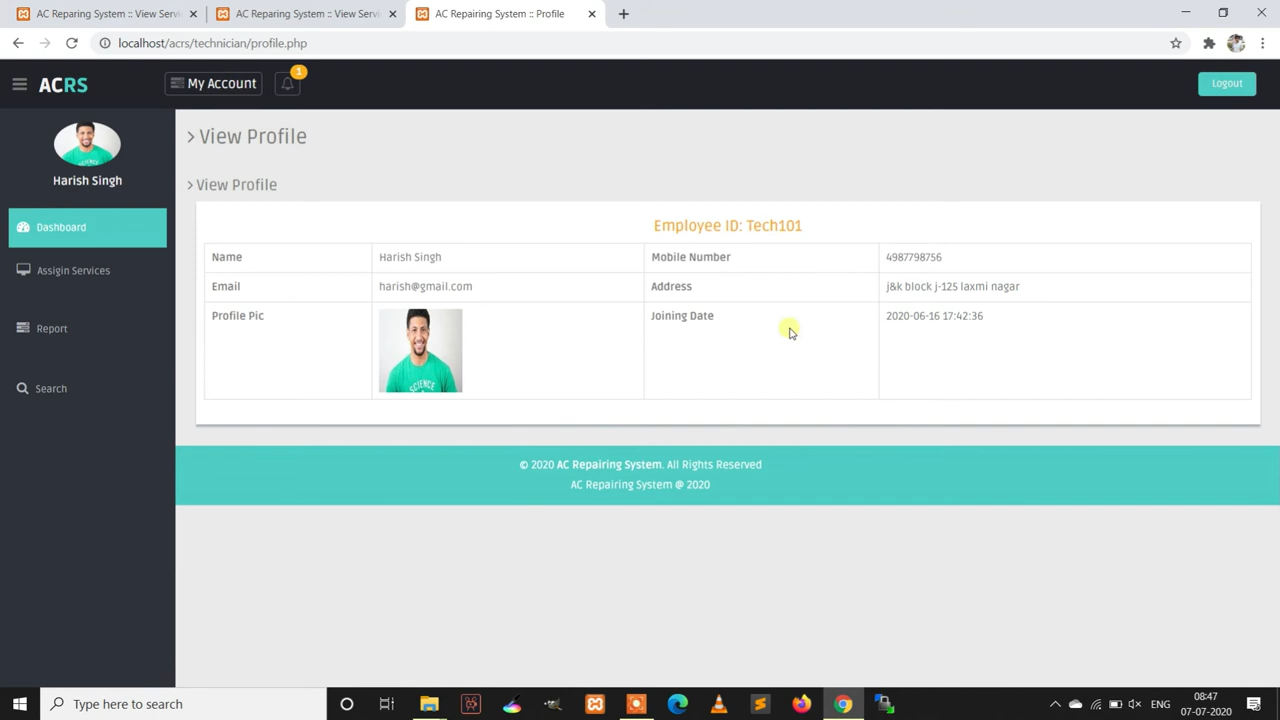 AC Reparing System :: View Servi
AC Reparing System :: View Servic
AC Reparing System :: Profile
localhost/acrs/technician/profile.php
ACRS
My Account
1
Logout
Harish Singh
Dashboard
Assigin Services
Report
Search
> View Profile
> View Profile
Employee ID: Tech101
Name Harish Singh Mobile Number 4987798756
Email harish@gmail.com Address j&k block j-125 laxmi nagar
Profile Pic Joining Date 2020-06-16 17:42:36
SCIENCE
© 2020 AC Repairing System. All Rights Reserved
AC Repairing System @ 2020
Type here to search
ENG
08:47
07-07-2020